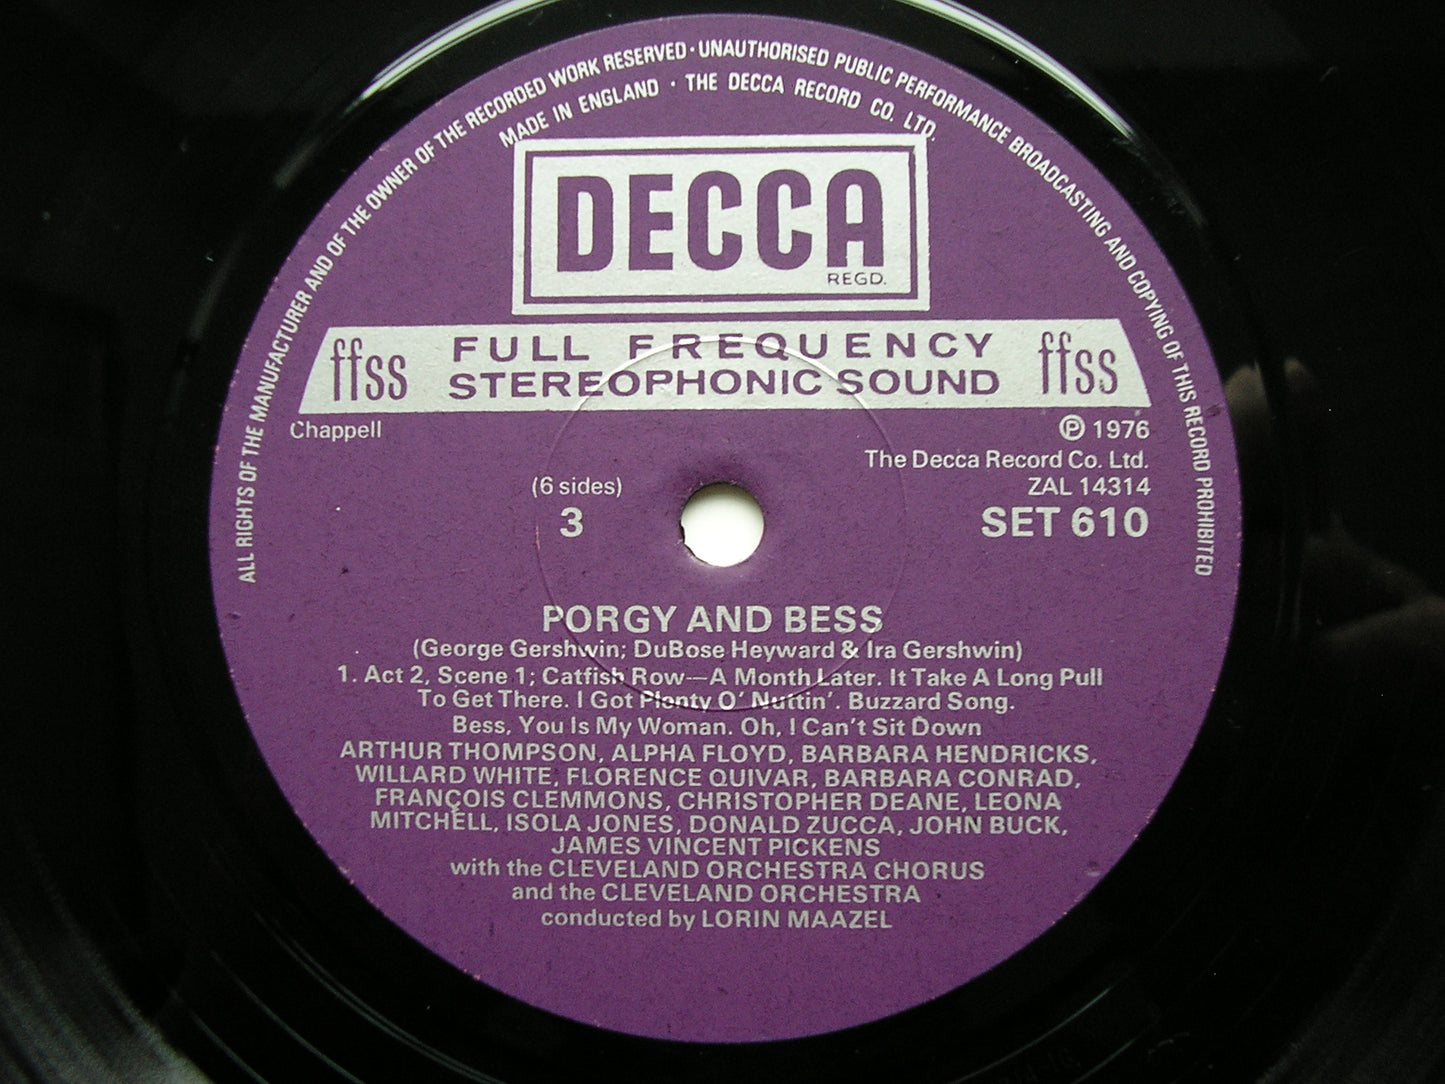 ALL RIGHTS OF THE MANUFACTURER AND OF THE OWNER OF THE RECORDED WORK RESERVED · UNAUTHORISED PUBLIC PERFORMANCE BROADCASTING AND COPYING OF THIS RECORD PROHIBITED
MADE IN ENGLAND · THE DECCA RECORD CO. LTD.
DECCA
REGD.
ffss FULL FREQUENCY ffss
STEREOPHONIC SOUND
Chappell
℗ 1976
The Decca Record Co. Ltd.
(6 sides) ZAL 14314
3 SET 610
PORGY AND BESS
(George Gershwin; DuBose Heyward & Ira Gershwin)
1. Act 2, Scene 1; Catfish Row—A Month Later. It Take A Long Pull
To Get There. I Got Plenty O' Nuttin'. Buzzard Song.
Bess, You Is My Woman. Oh, I Can't Sit Down
ARTHUR THOMPSON, ALPHA FLOYD, BARBARA HENDRICKS,
WILLARD WHITE, FLORENCE QUIVAR, BARBARA CONRAD,
FRANÇOIS CLEMMONS, CHRISTOPHER DEANE, LEONA
MITCHELL, ISOLA JONES, DONALD ZUCCA, JOHN BUCK,
JAMES VINCENT PICKENS
with the CLEVELAND ORCHESTRA CHORUS
and the CLEVELAND ORCHESTRA
conducted by LORIN MAAZEL